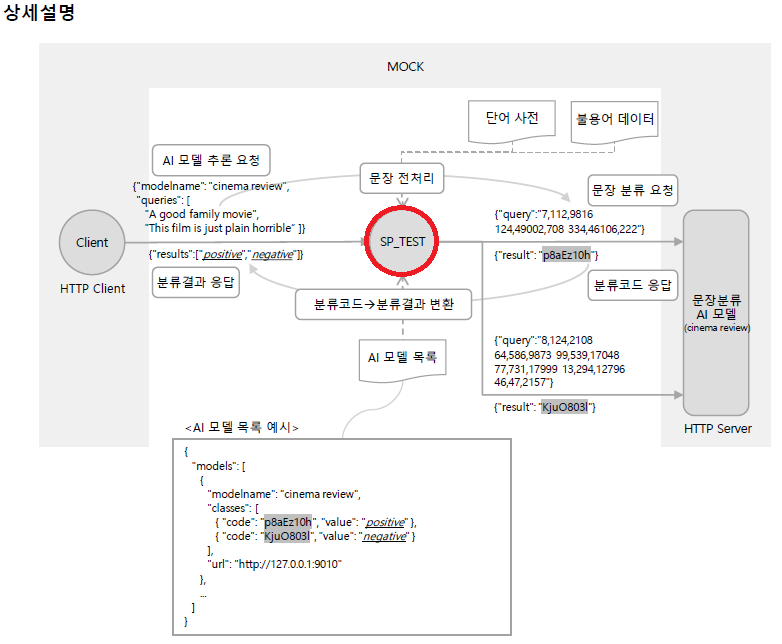 상세설명
MOCK
단어 사전
불용어 데이터
AI 모델 추론 요청
문장 전처리
문장 분류 요청
{"modelname": "cinema review",
"queries": [
"A good family movie",
"This film is just plain horrible" ]}
{"query":"7,112,9816
124,49002,708 334,46106,222"}
Client
SP_TEST
{"results":["positive","negative"]}
{"result": "p8aEz10h"}
HTTP Client
분류결과 응답
분류코드 응답
분류코드→분류결과 변환
문장분류
AI 모델
(cinema review)
AI 모델 목록
{"query":"8,124,2108
64,586,9873 99,539,17048
77,731,17999 13,294,12796
46,47,2157"}
{"result": "KjuO803l"}
HTTP Server
<AI 모델 목록 예시>
{
"models": [
{
"modelname": "cinema review",
"classes": [
{ "code": "p8aEz10h", "value": "positive" },
{ "code": "KjuO803l", "value": "negative" }
],
"url": "http://127.0.0.1:9010"
},
...
]
}